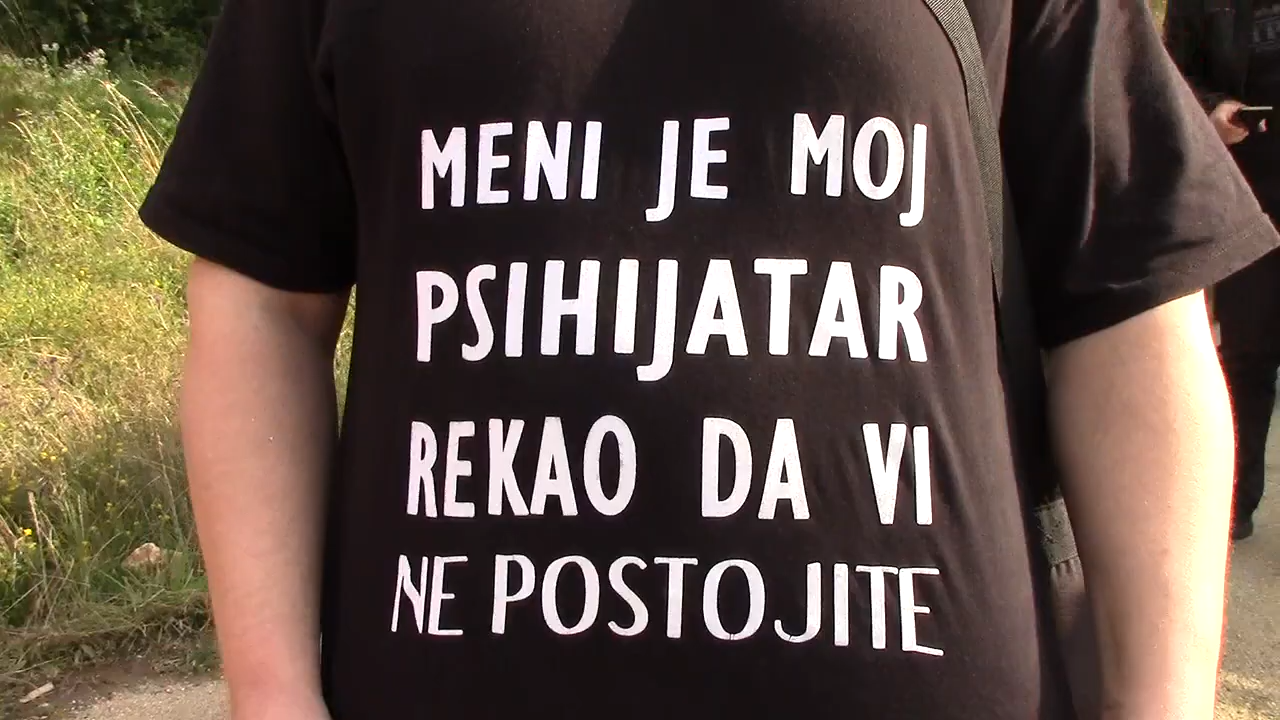 MENI JE MOJ
PSIHIJATAR
REKAO DA VI
NE POSTOJITE